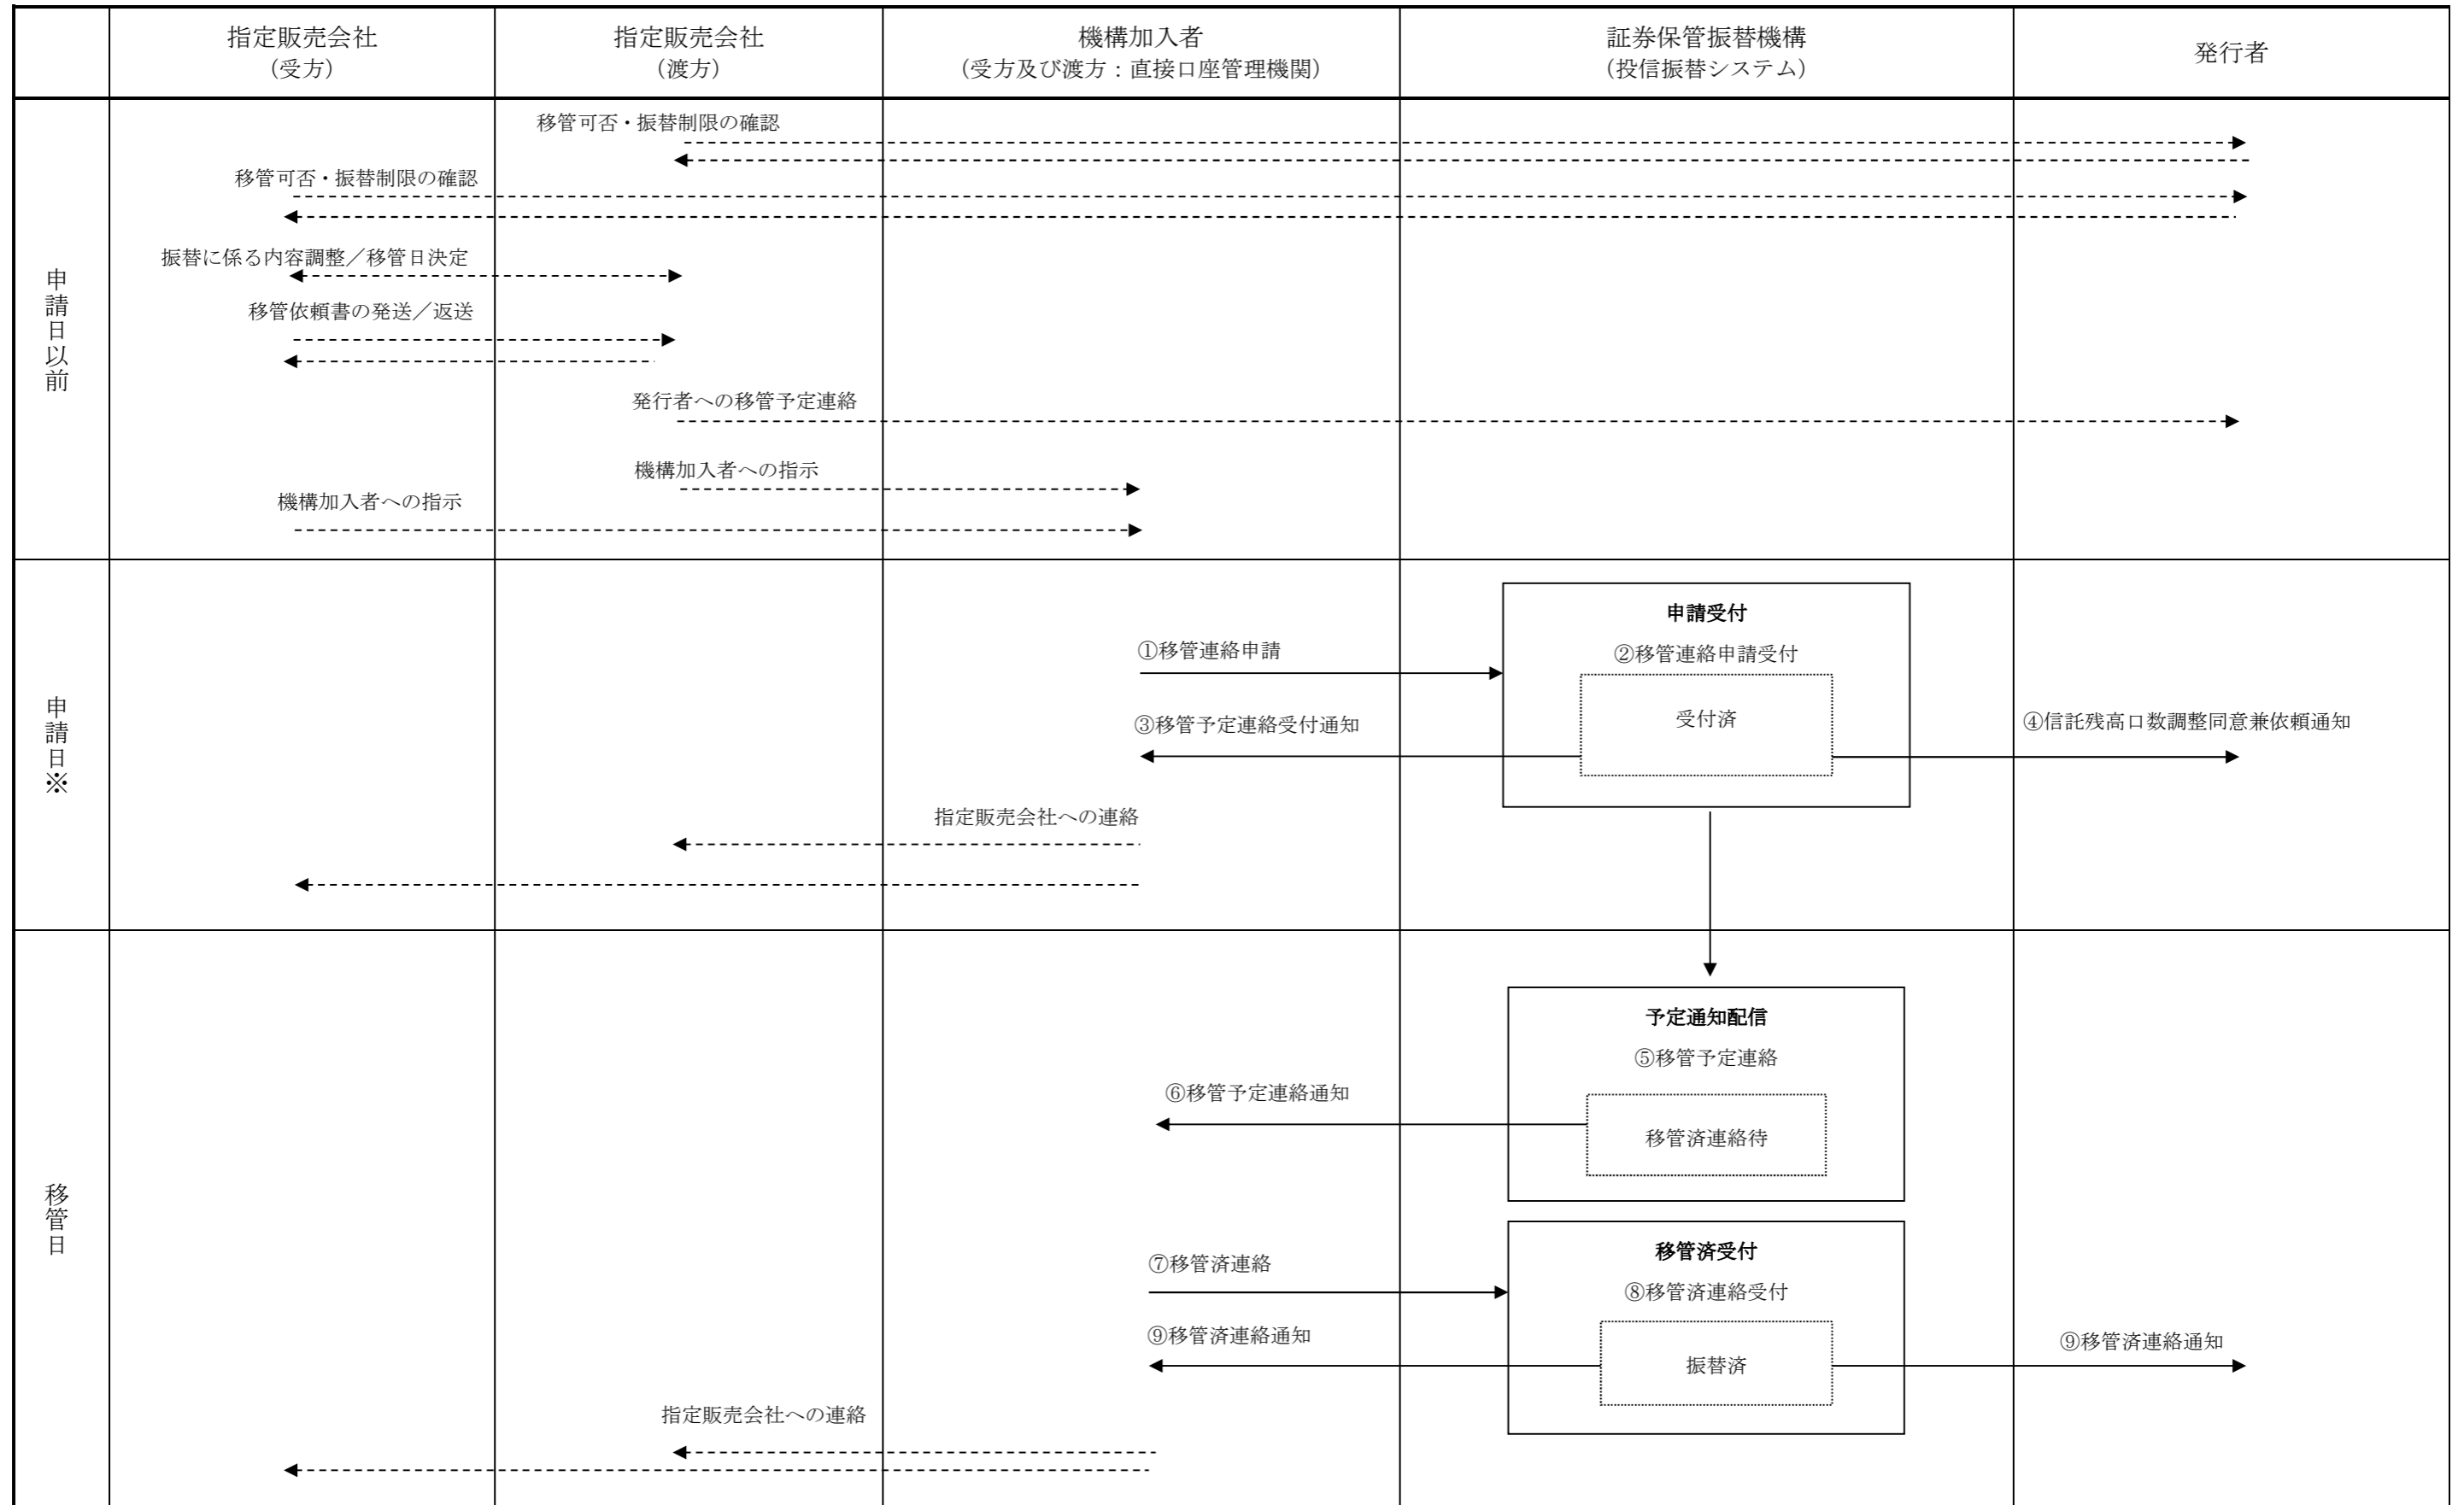 指定販売会社
（受方）
指定販売会社
（渡方）
機構加入者
（受方及び渡方：直接口座管理機関）
証券保管振替機構
（投信振替システム）
発行者
申請日以前
移管可否・振替制限の確認
移管可否・振替制限の確認
振替に係る内容調整／移管日決定
移管依頼書の発送／返送
発行者への移管予定連絡
機構加入者への指示
機構加入者への指示
申請日※
申請受付
①移管連絡申請
②移管連絡申請受付
受付済
③移管予定連絡受付通知
④信託残高口数調整同意兼依頼通知
指定販売会社への連絡
移管日
予定通知配信
⑤移管予定連絡
⑥移管予定連絡通知
移管済連絡待
移管済受付
⑦移管済連絡
⑧移管済連絡受付
⑨移管済連絡通知
振替済
⑨移管済連絡通知
指定販売会社への連絡